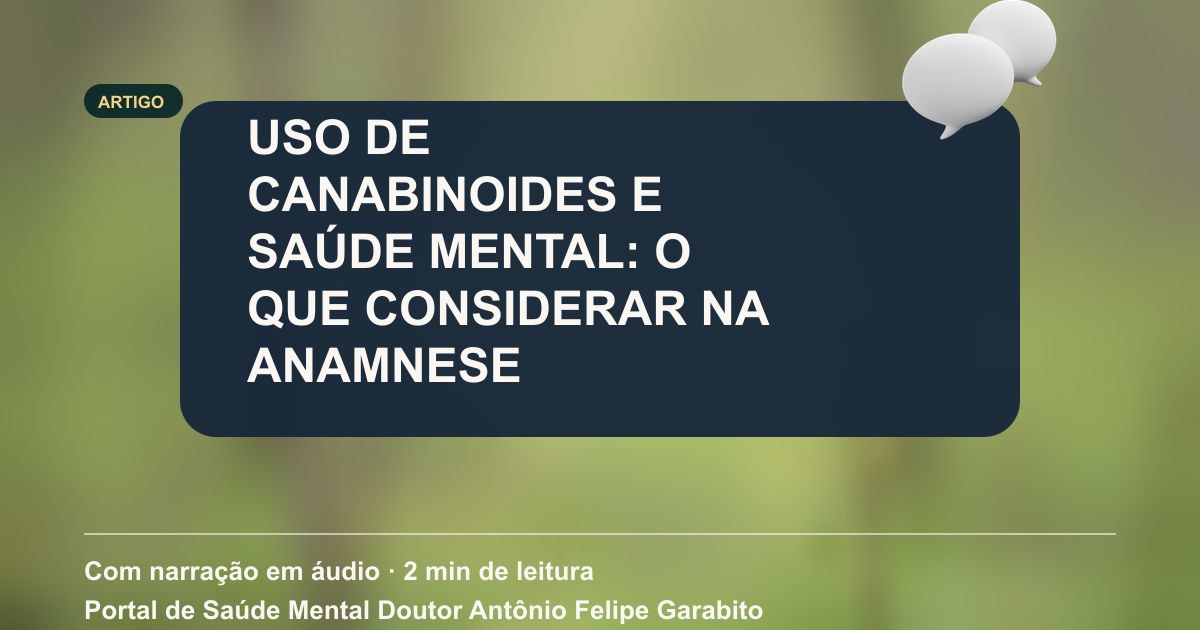 ARTIGO
USO DE
CANABINOIDES E
SAÚDE MENTAL: O
QUE CONSIDERAR NA
ANAMNESE
Com narração em áudio · 2 min de leitura
Portal de Saúde Mental Doutor Antônio Felipe Garabito